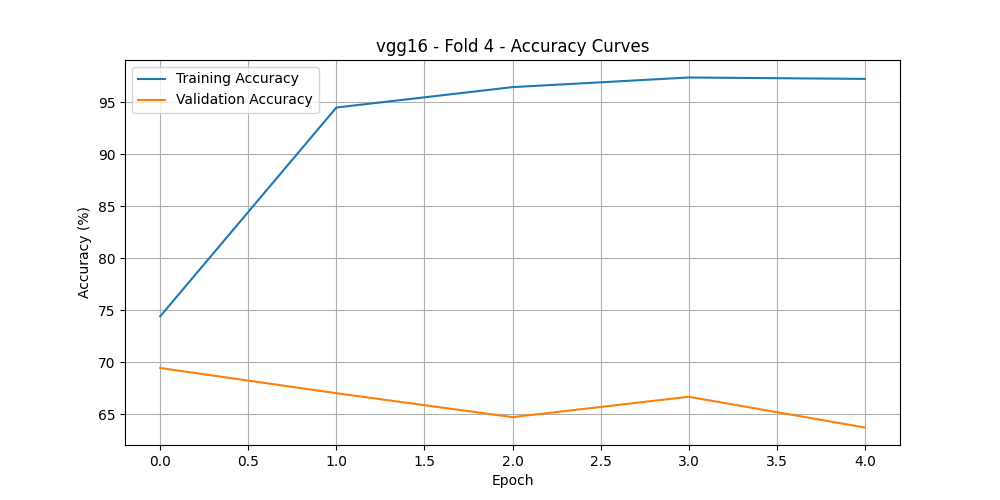 vgg16 - Fold 4 - Accuracy Curves
Training Accuracy
Validation Accuracy
Accuracy (%)
95
90
85
80
75
70
65
0.0 0.5 1.0 1.5 2.0 2.5 3.0 3.5 4.0
Epoch